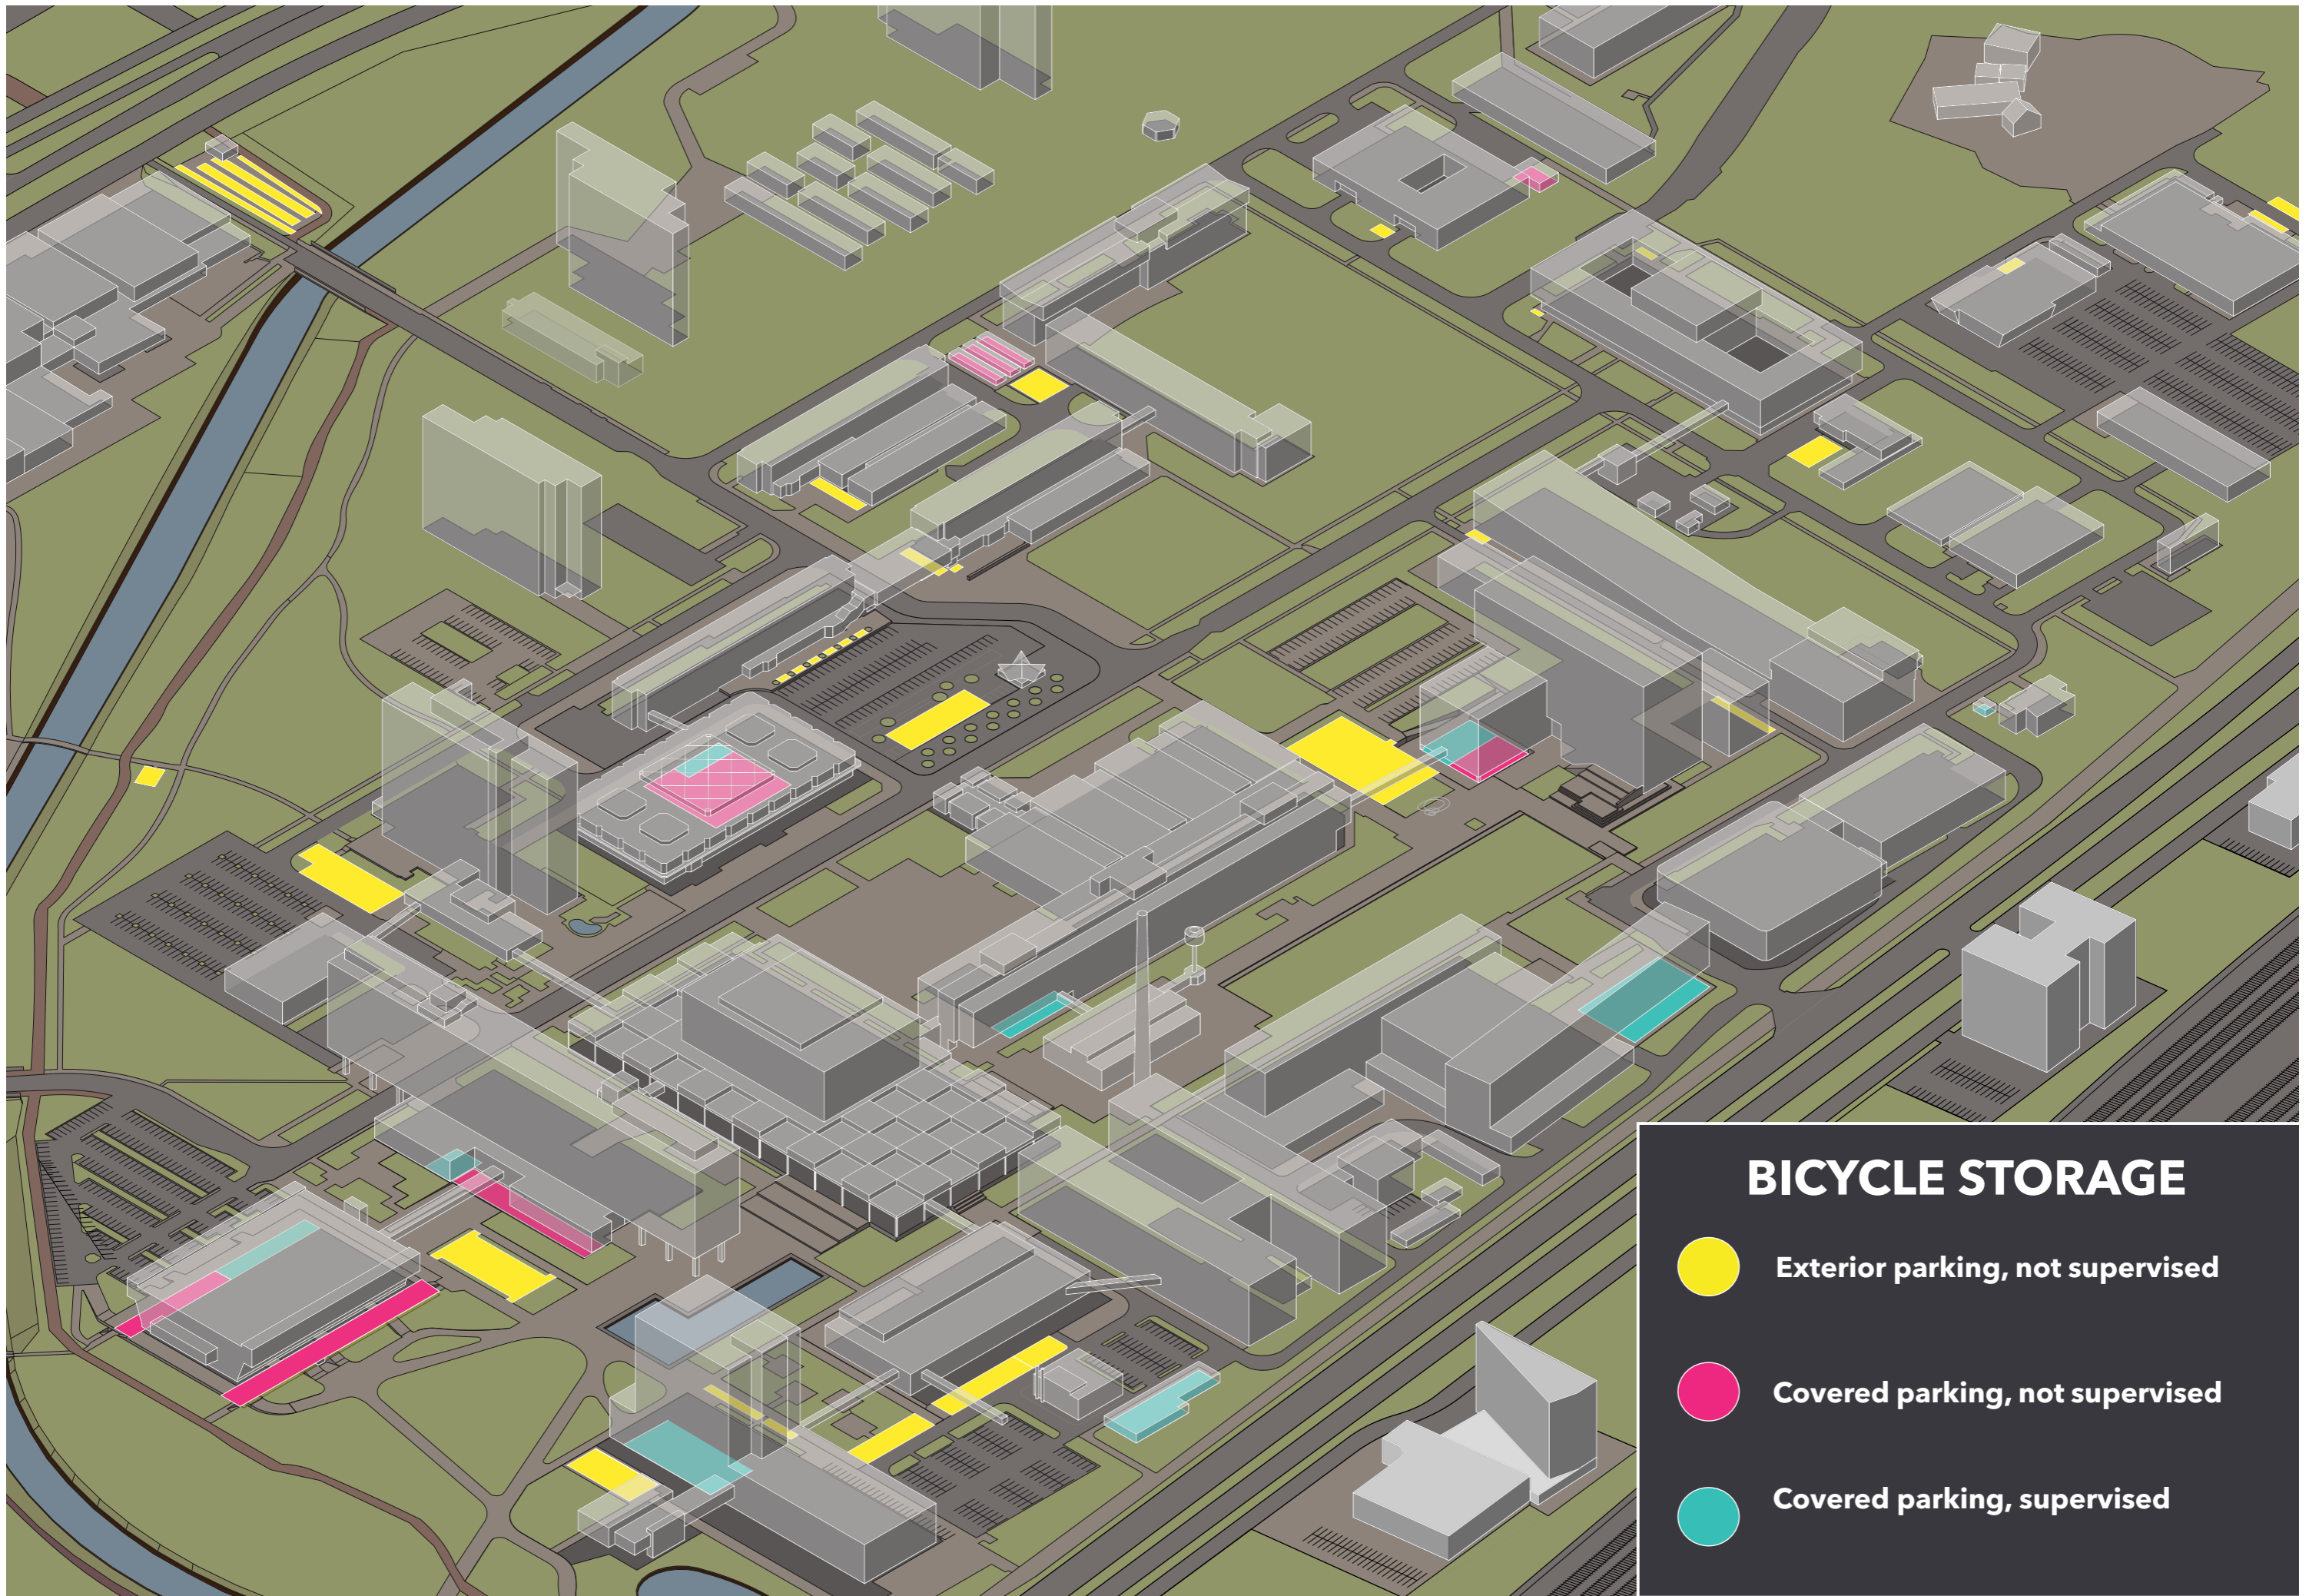 BICYCLE STORAGE
Exterior parking, not supervised
Covered parking, not supervised
Covered parking, supervised